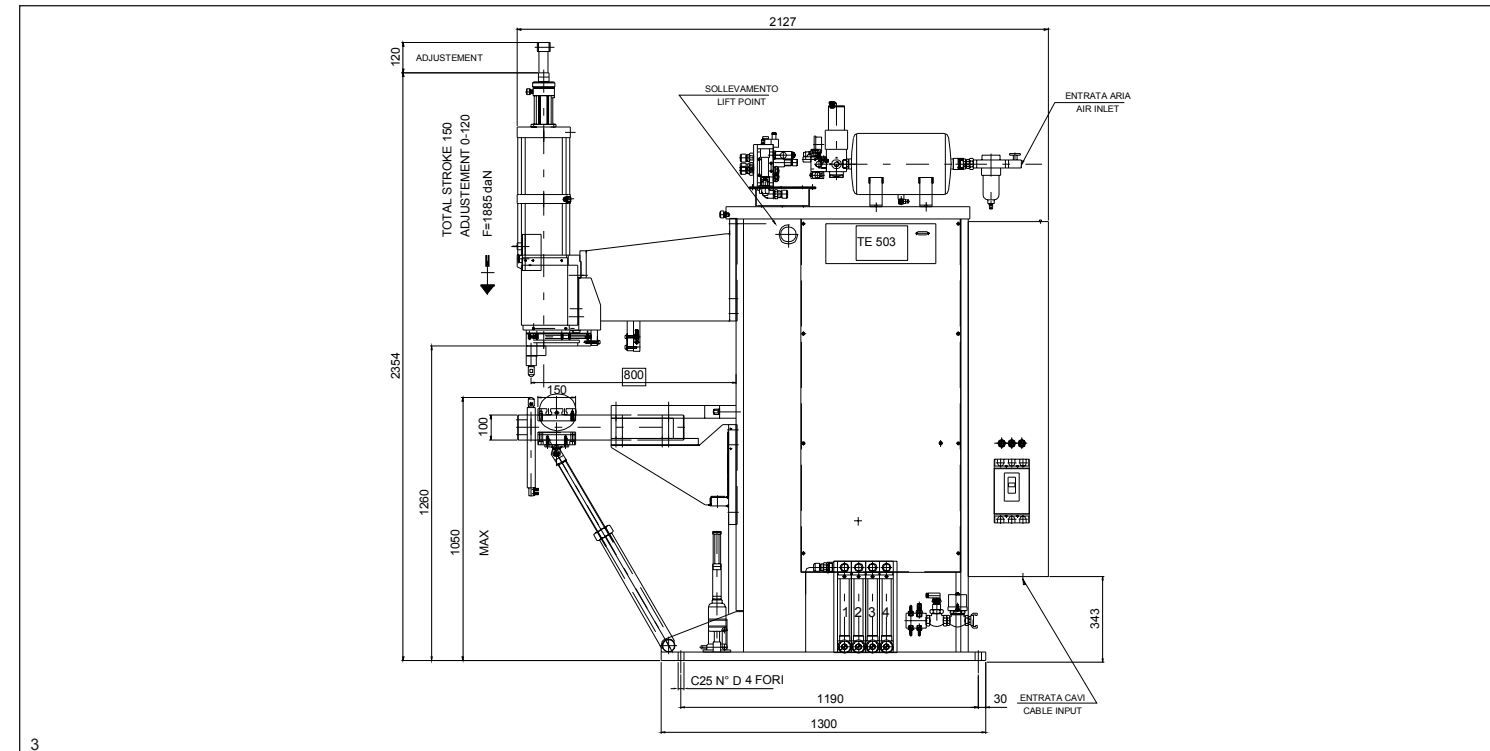 2127
120
ADJUSTEMENT
SOLLEVAMENTO
LIFT POINT
ENTRATA ARIA
AIR INLET
TOTAL STROKE 150
ADJUSTEMENT 0-120
F=1885daN
TE 503
2354
800
150
100
1260
1050
MAX
1 2 3 4
343
C25 N° D 4 FORI
1190
30
ENTRATA CAVI
CABLE INPUT
1300
3